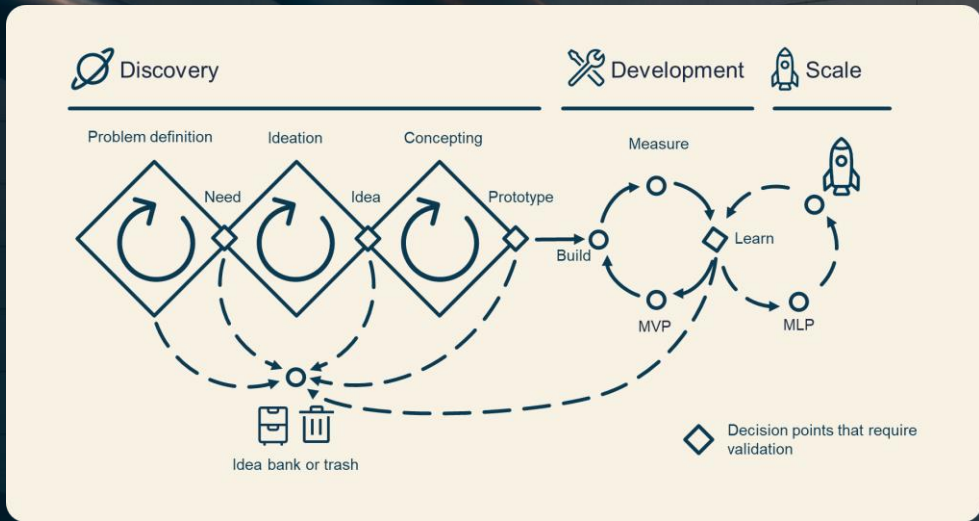 Discovery
Development
Scale
Problem definition
Ideation
Concepting
Measure
Need
Idea
Prototype
Build
Learn
MVP
MLP
Idea bank or trash
Decision points that require
validation